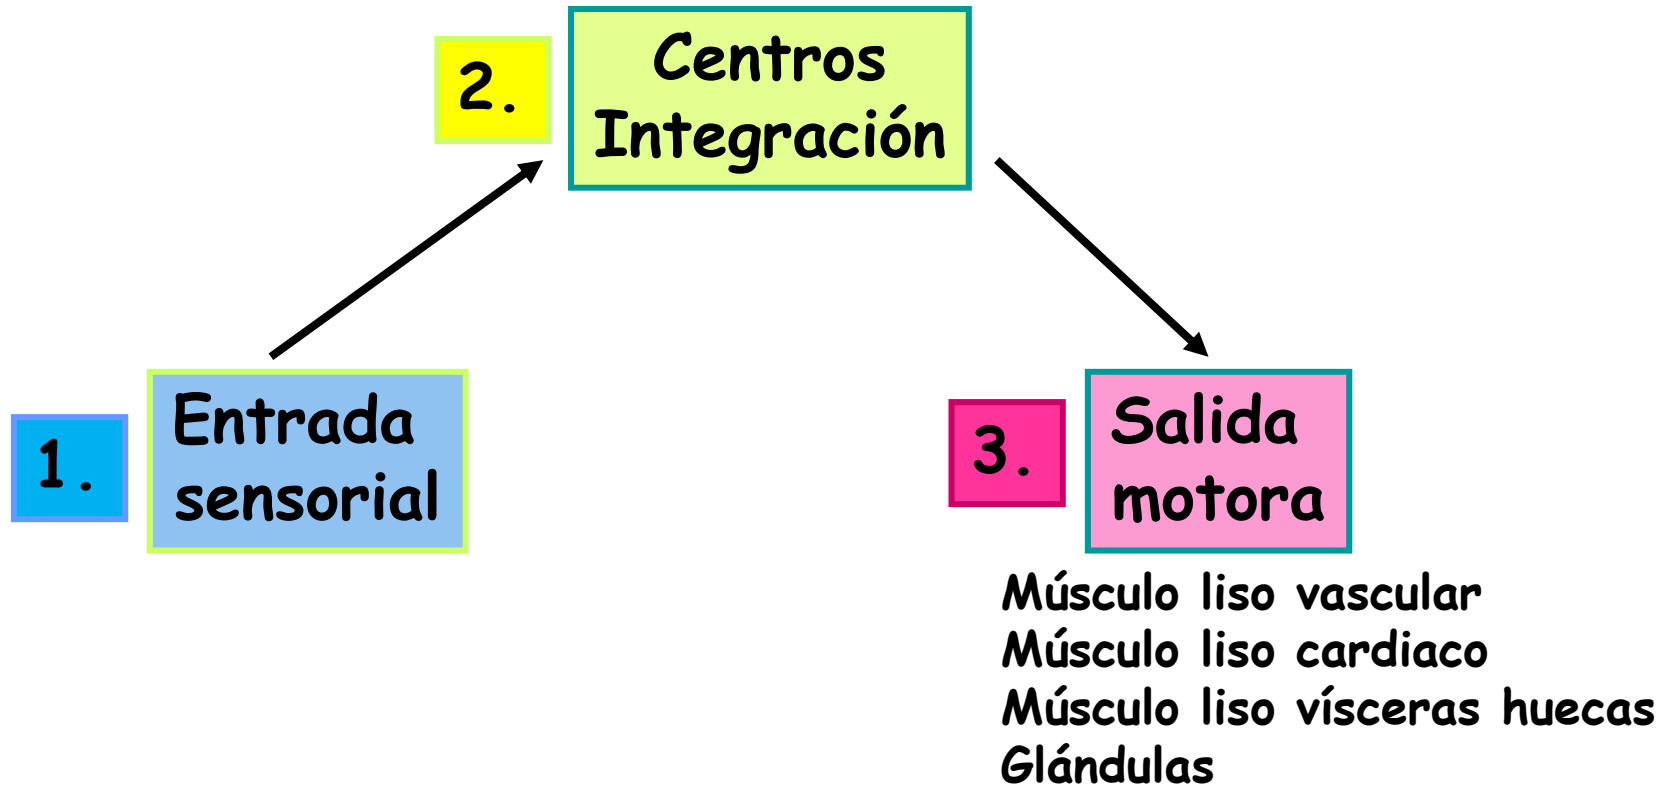 2.
Centros
Integración
1.
Entrada
sensorial
3.
Salida
motora
Músculo liso vascular
Músculo liso cardiaco
Músculo liso vísceras huecas
Glándulas